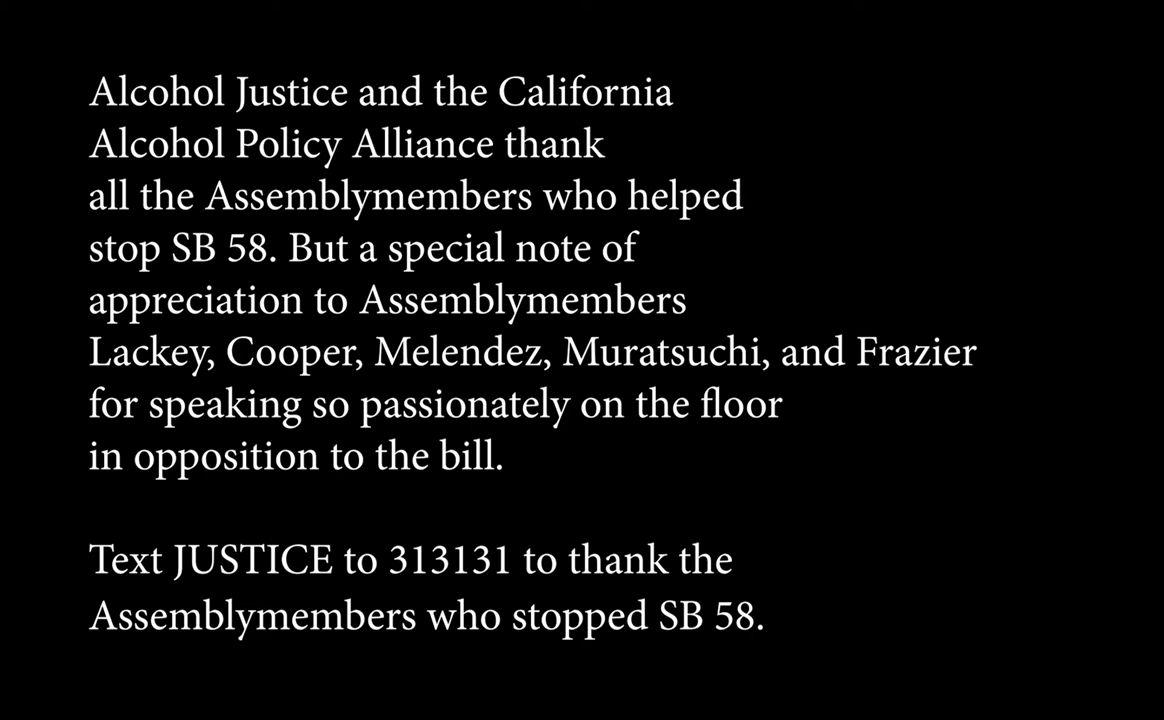 Alcohol Justice and the California
Alcohol Policy Alliance thank
all the Assemblymembers who helped
stop SB 58. But a special note of
appreciation to Assemblymembers
Lackey, Cooper, Melendez, Muratsuchi, and Frazier
for speaking so passionately on the floor
in opposition to the bill.
Text JUSTICE to 313131 to thank the
Assemblymembers who stopped SB 58.